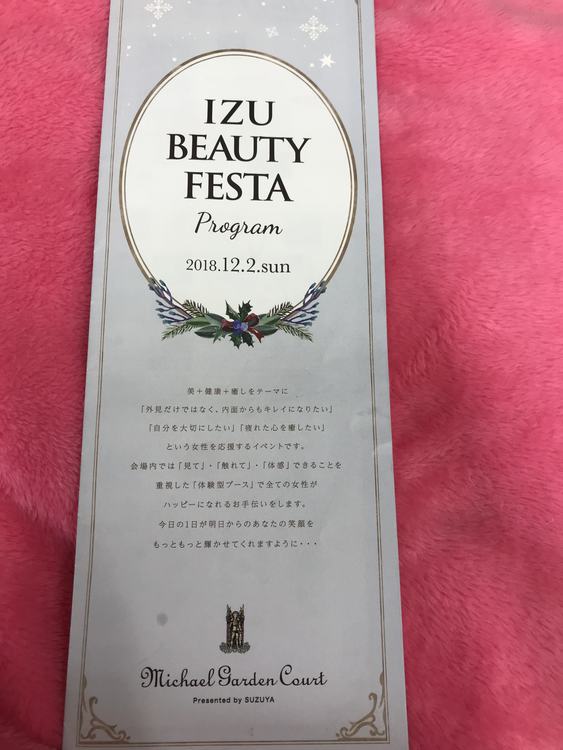 IZU
BEAUTY
FESTA
Program
2018.12.2.sun
美＋健康＋癒しをテーマに
「外見だけではなく、内面からもキレイになりたい」
「自分を大切にしたい」「疲れた心を癒したい」
という女性を応援するイベントです。
会場内では「見て」・「触れて」・「体感」できることを
重視した「体験型ブース」で全ての女性が
ハッピーになれるお手伝いをします。
今日の1日が明日からのあなたの笑顔を
もっともっと輝かせてくれますように・・・
Michael Garden Court
Presented by SUZUYA